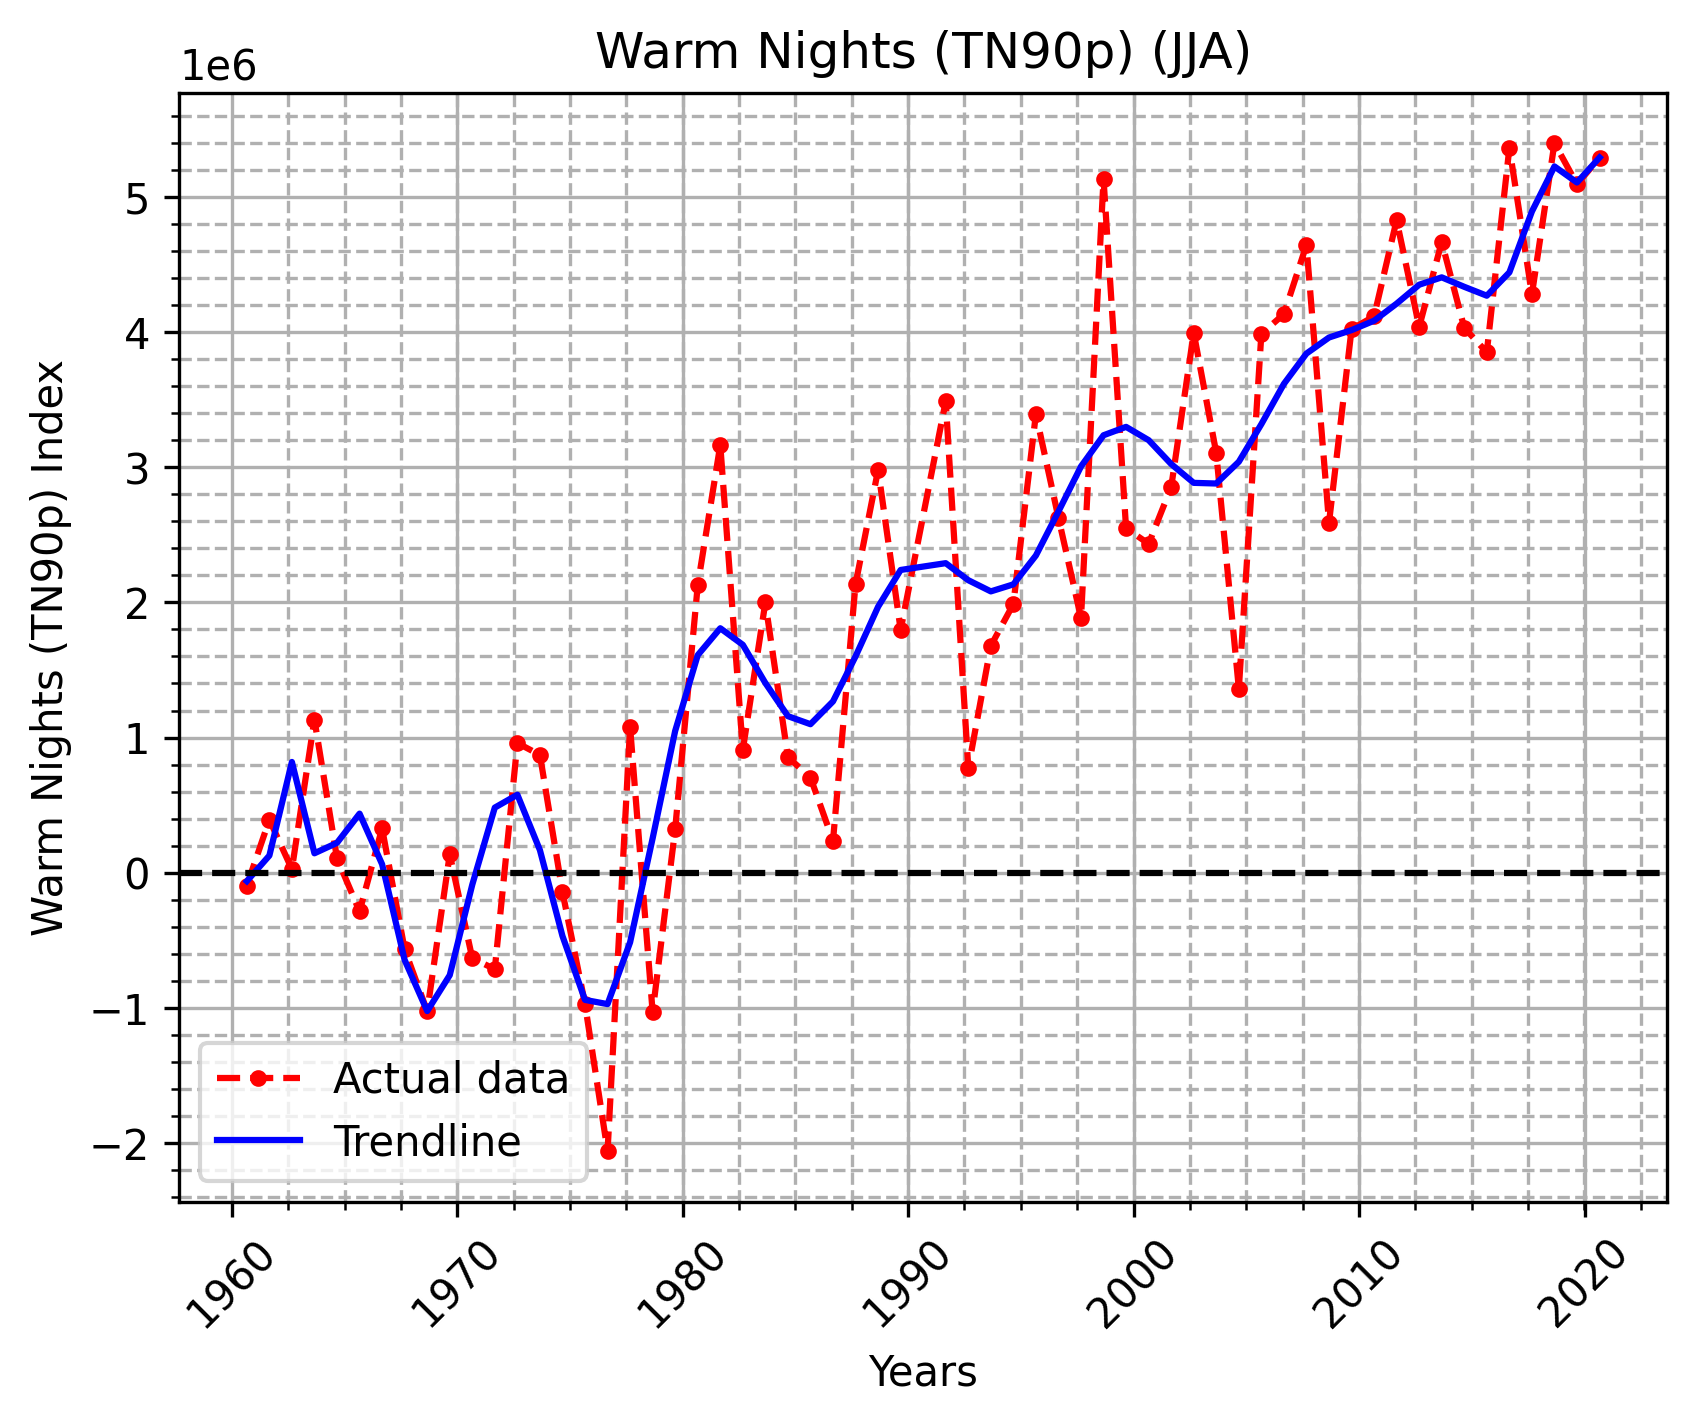 Warm Nights (TN90p) (JJA)
1e6
5
4
3
2
1
0
−1
−2
Warm Nights (TN90p) Index
Actual data
Trendline
1960
1970
1980
1990
2000
2010
2020
Years